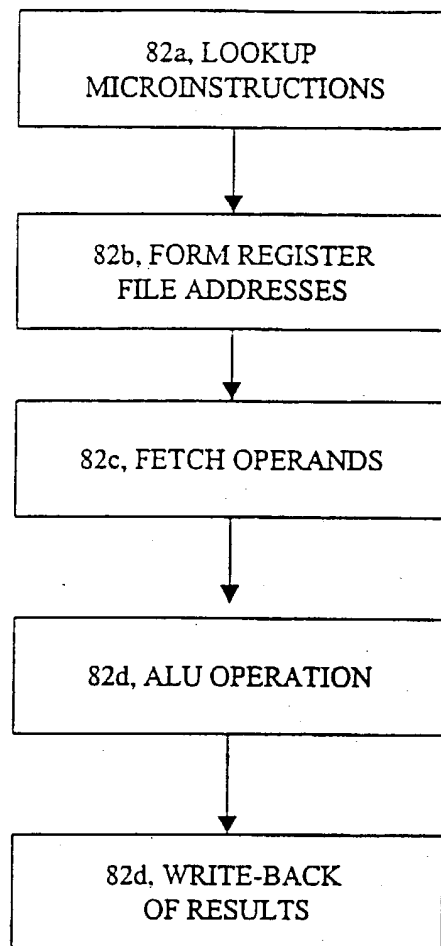 82a, LOOKUP
MICROINSTRUCTIONS
82b, FORM REGISTER
FILE ADDRESSES
82c, FETCH OPERANDS
82d, ALU OPERATION
82d, WRITE-BACK
OF RESULTS